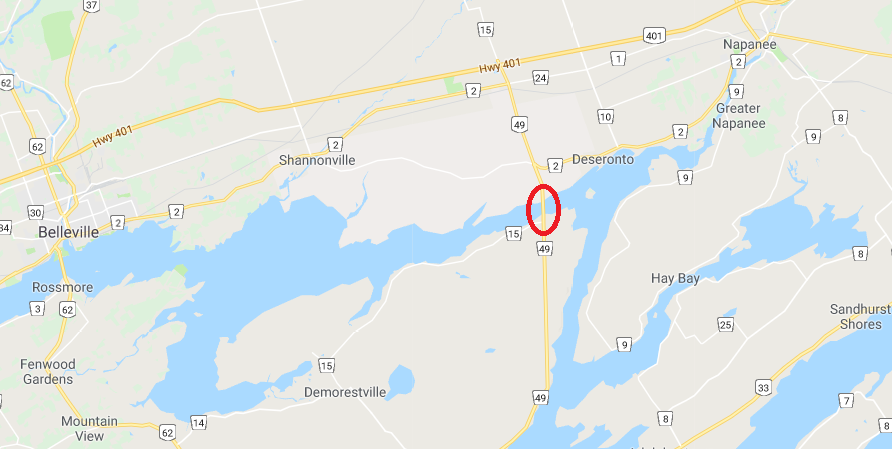 37
15
401
Napanee
Hwy 401
1
2
62
24
2
9
Greater
Napanee
8
49
10
Hwy 401
2
9
62
2
Shannonville
2
Deseronto
9
30
2
2
34
Belleville
15
49
8
Rossmore
3
62
Hay Bay
25
Sandhurst
Shores
9
Fenwood
Gardens
15
Demorestville
49
33
7
Mountain
View
62
14
8
8